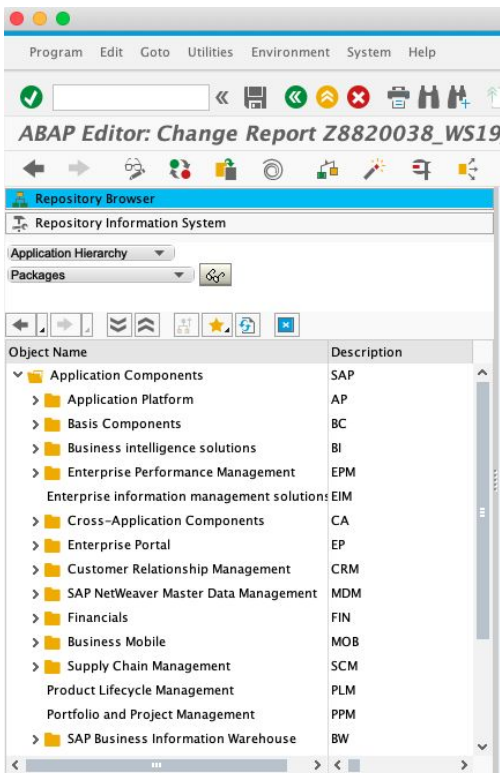 Program Edit Goto Utilities Environment System Help
ABAP Editor: Change Report Z8820038_WS19
Repository Browser
Repository Information System
Application Hierarchy
Packages
Object Name Description
Application Components SAP
Application Platform AP
Basis Components BC
Business intelligence solutions BI
Enterprise Performance Management EPM
Enterprise information management solutions EIM
Cross-Application Components CA
Enterprise Portal EP
Customer Relationship Management CRM
SAP NetWeaver Master Data Management MDM
Financials FIN
Business Mobile MOB
Supply Chain Management SCM
Product Lifecycle Management PLM
Portfolio and Project Management PPM
SAP Business Information Warehouse BW